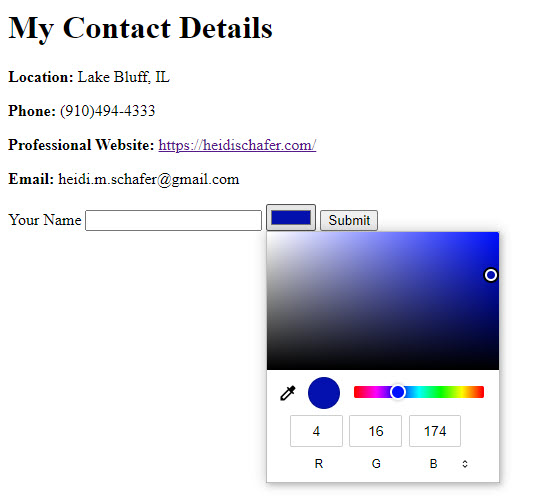 My Contact Details
Location: Lake Bluff, IL
Phone: (910)494-4333
Professional Website: https://heidischafer.com/
Email: heidi.m.schafer@gmail.com
Your Name Submit
4 16 174
R G B